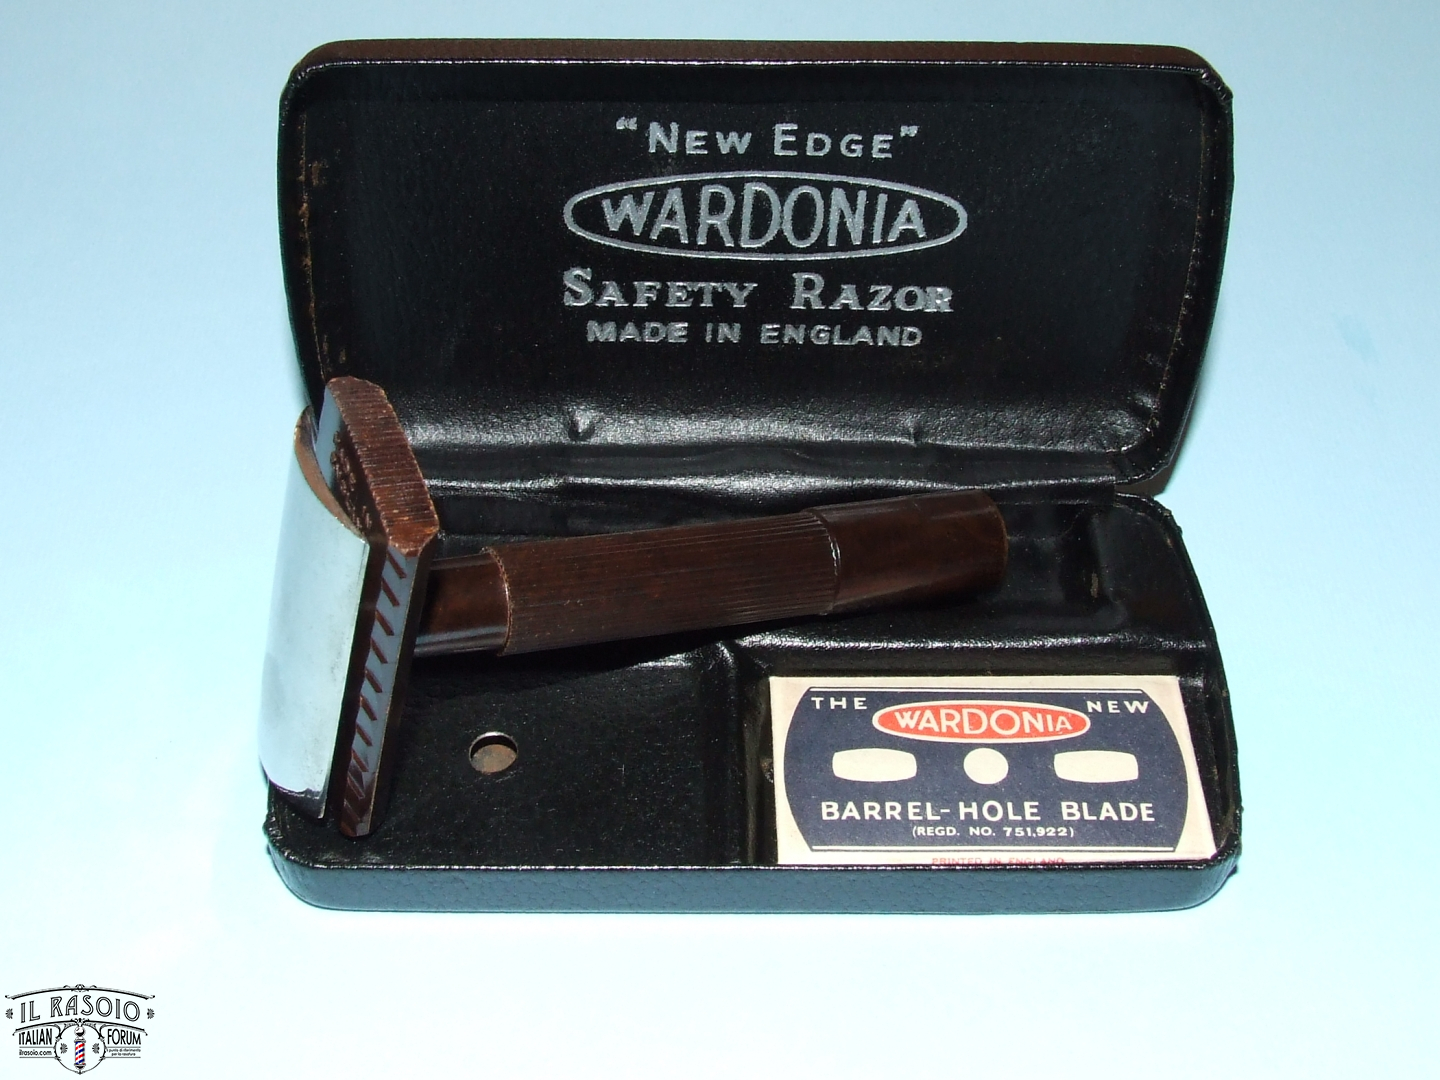 "NEW EDGE"
WARDONIA
SAFETY RAZOR
MADE IN ENGLAND
THE WARDONIA NEW
BARREL-HOLE BLADE
(REGD. NO. 751,922)
PRINTED IN ENGLAND
IL RASOIO
ITALIAN FORUM
ilrasoio.com